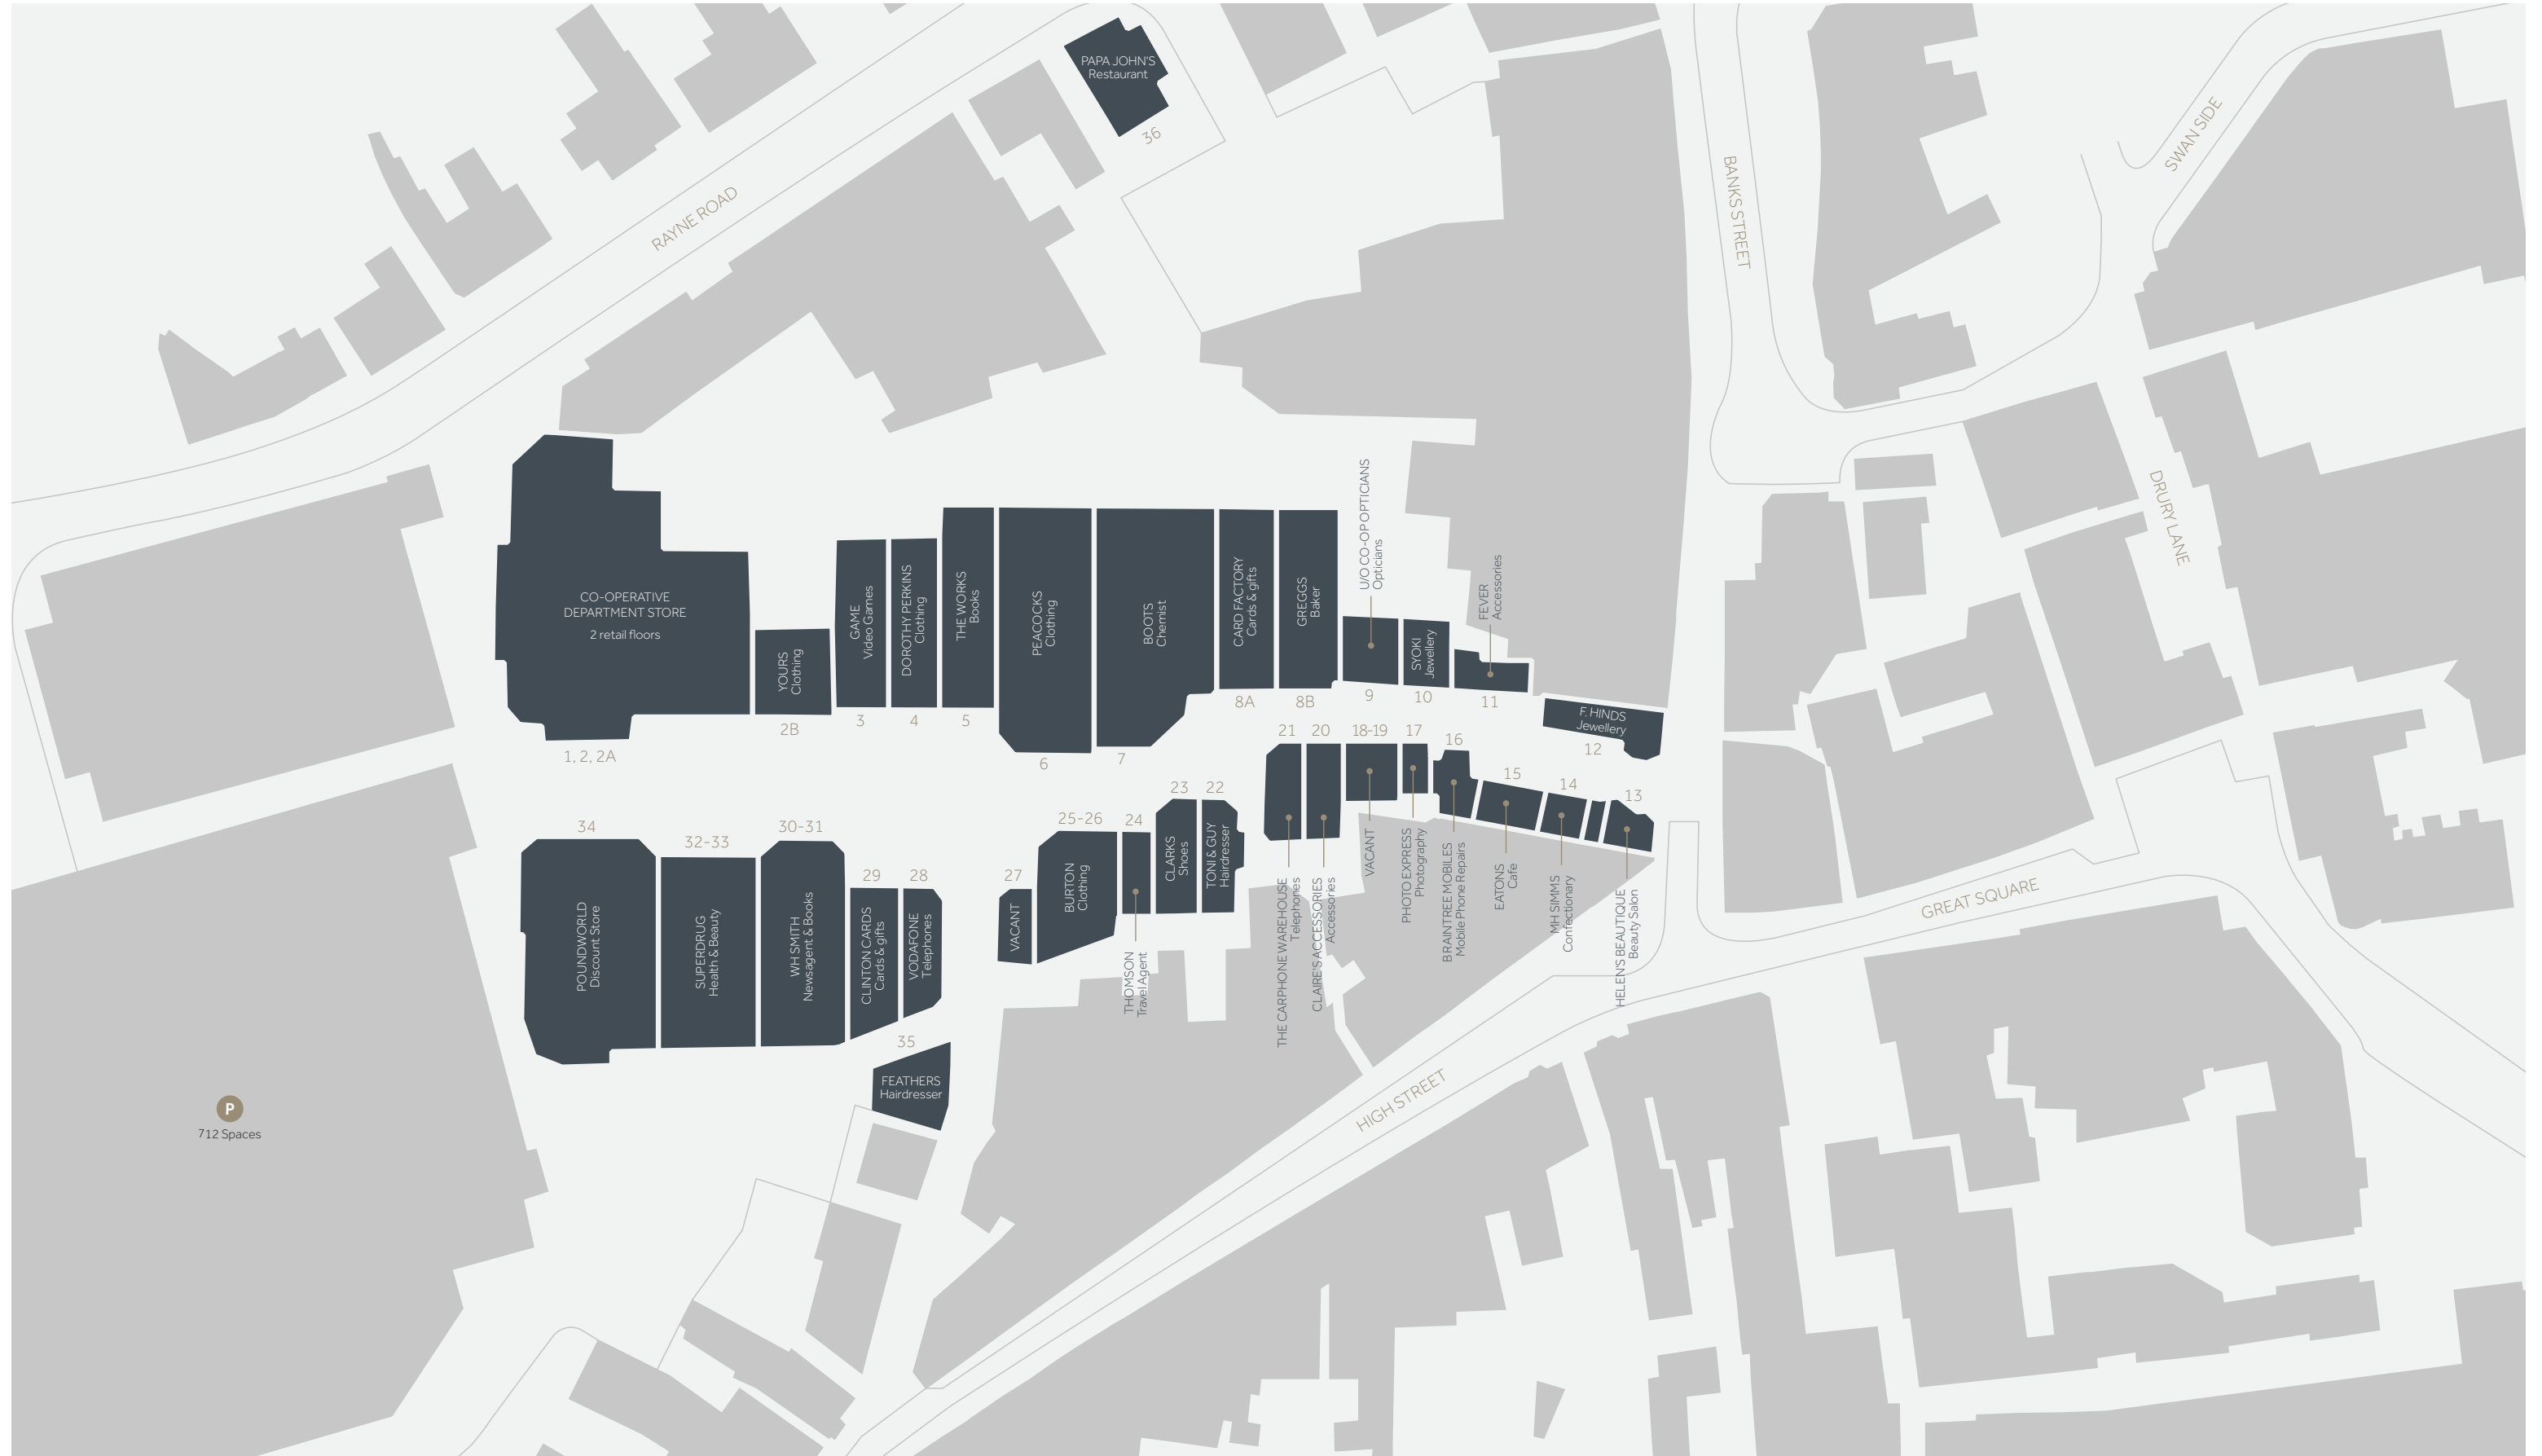 PAPA JOHN'S
Restaurant
36
RAYNE ROAD
BANKS STREET
SWAN SIDE
DRURY LANE
GREAT SQUARE
HIGH STREET
CO-OPERATIVE
DEPARTMENT STORE
2 retail floors
1, 2, 2A
YOURS
Clothing
2B
GAME
Video Games
3
DOROTHY PERKINS
Clothing
4
THE WORKS
Books
5
PEACOCKS
Clothing
6
BOOTS
Chemist
7
CARD FACTORY
Cards & gifts
8A
GREGGS
Baker
8B
U/O CO-OP OPTICIANS
Opticians
9
SYOKI
Jewellery
10
FEVER
Accessories
11
F. HINDS
Jewellery
12
13
HELEN'S BEAUTIQUE
Beauty Salon
14
MH SIMMS
Confectionary
15
EATONS
Cafe
16
BRAINTREE MOBILES
Mobile Phone Repairs
17
PHOTO EXPRESS
Photography
18-19
VACANT
20
CLAIRE'S ACCESSORIES
Accessories
21
THE CARPHONE WAREHOUSE
Telephones
22
TONI & GUY
Hairdresser
23
CLARKS
Shoes
24
THOMSON
Travel Agent
25-26
BURTON
Clothing
27
VACANT
28
VODAFONE
Telephones
29
CLINTON CARDS
Cards & gifts
30-31
WH SMITH
Newsagent & Books
32-33
SUPERDRUG
Health & Beauty
34
POUNDWORLD
Discount Store
35
FEATHERS
Hairdresser
P
712 Spaces